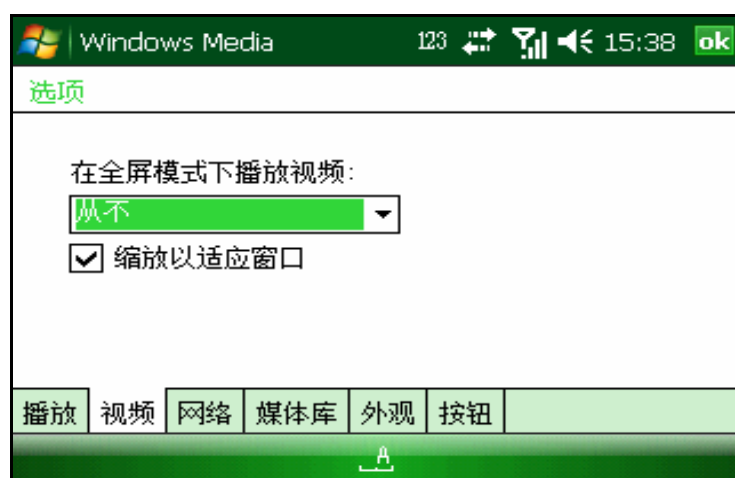 Windows Media 123 15:38 ok
选项
在全屏模式下播放视频:
从不
缩放以适应窗口
播放 视频 网络 媒体库 外观 按钮
A